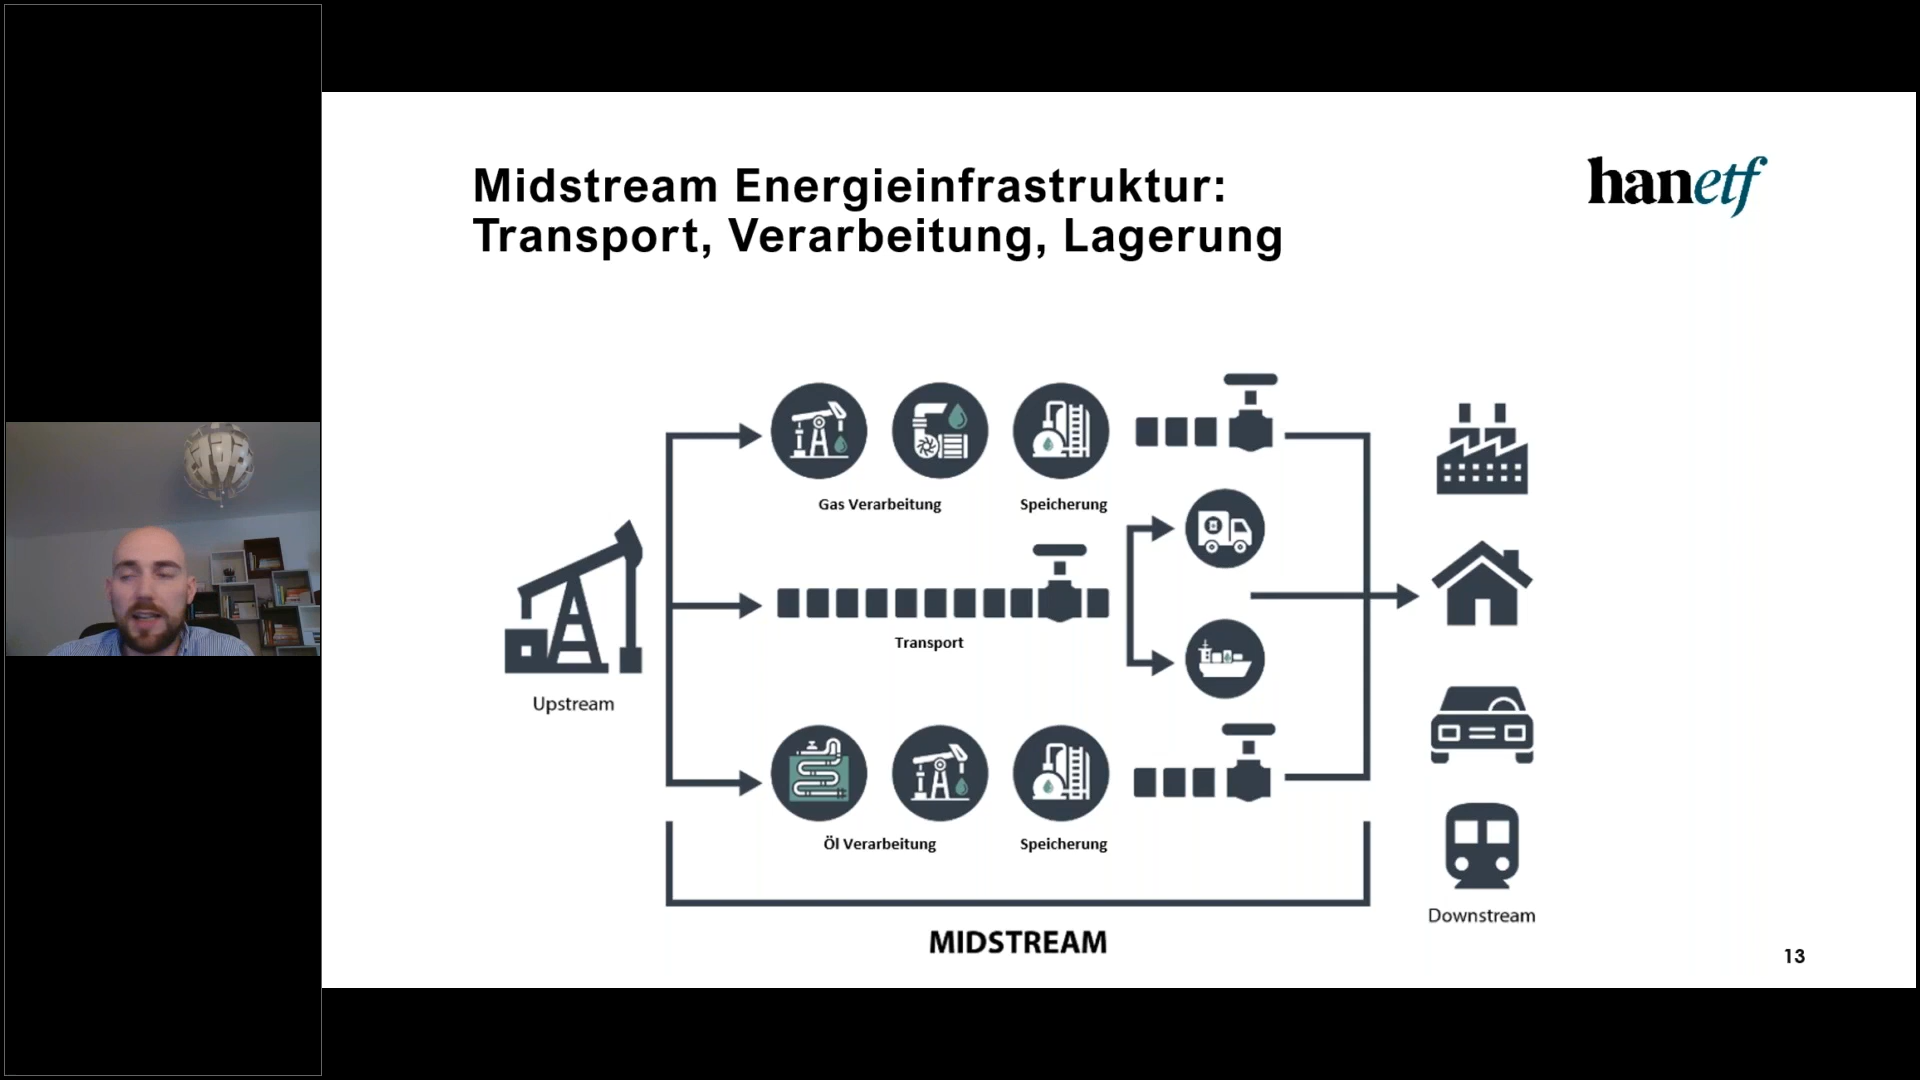 Midstream Energieinfrastruktur:
Transport, Verarbeitung, Lagerung
hanetf
Gas Verarbeitung
Speicherung
Transport
Upstream
Öl Verarbeitung
Speicherung
Downstream
MIDSTREAM
13